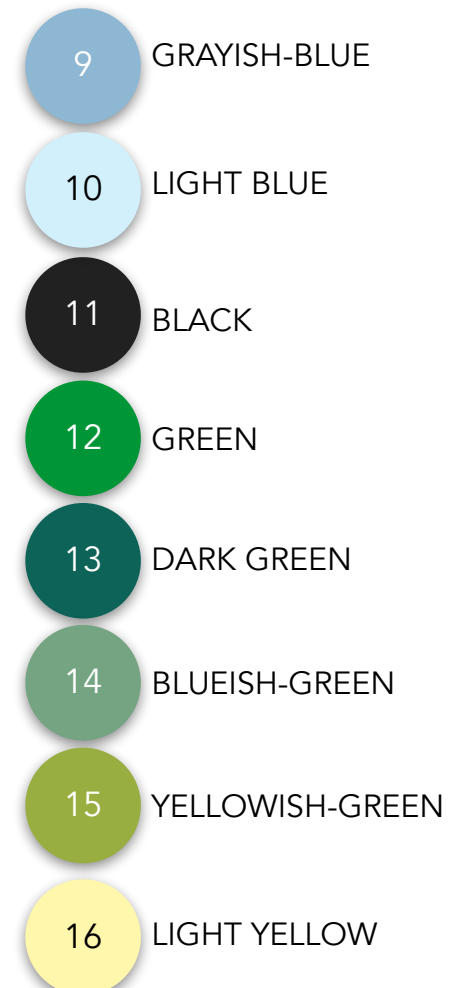 9 GRAYISH-BLUE
10 LIGHT BLUE
11 BLACK
12 GREEN
13 DARK GREEN
14 BLUEISH-GREEN
15 YELLOWISH-GREEN
16 LIGHT YELLOW